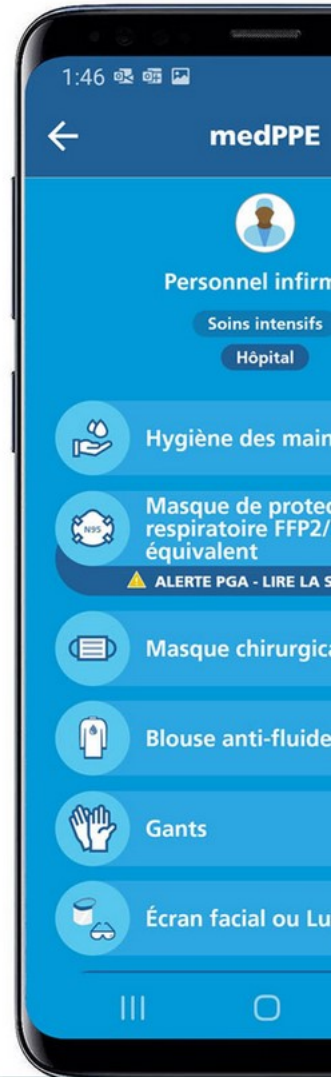 1:46
medPPE
Personnel infirm
Soins intensifs
Hôpital
Hygiène des main
Masque de protec
respiratoire FFP2/
équivalent
ALERTE PGA - LIRE LA S
Masque chirurgica
Blouse anti-fluide
Gants
Écran facial ou Lu
N95